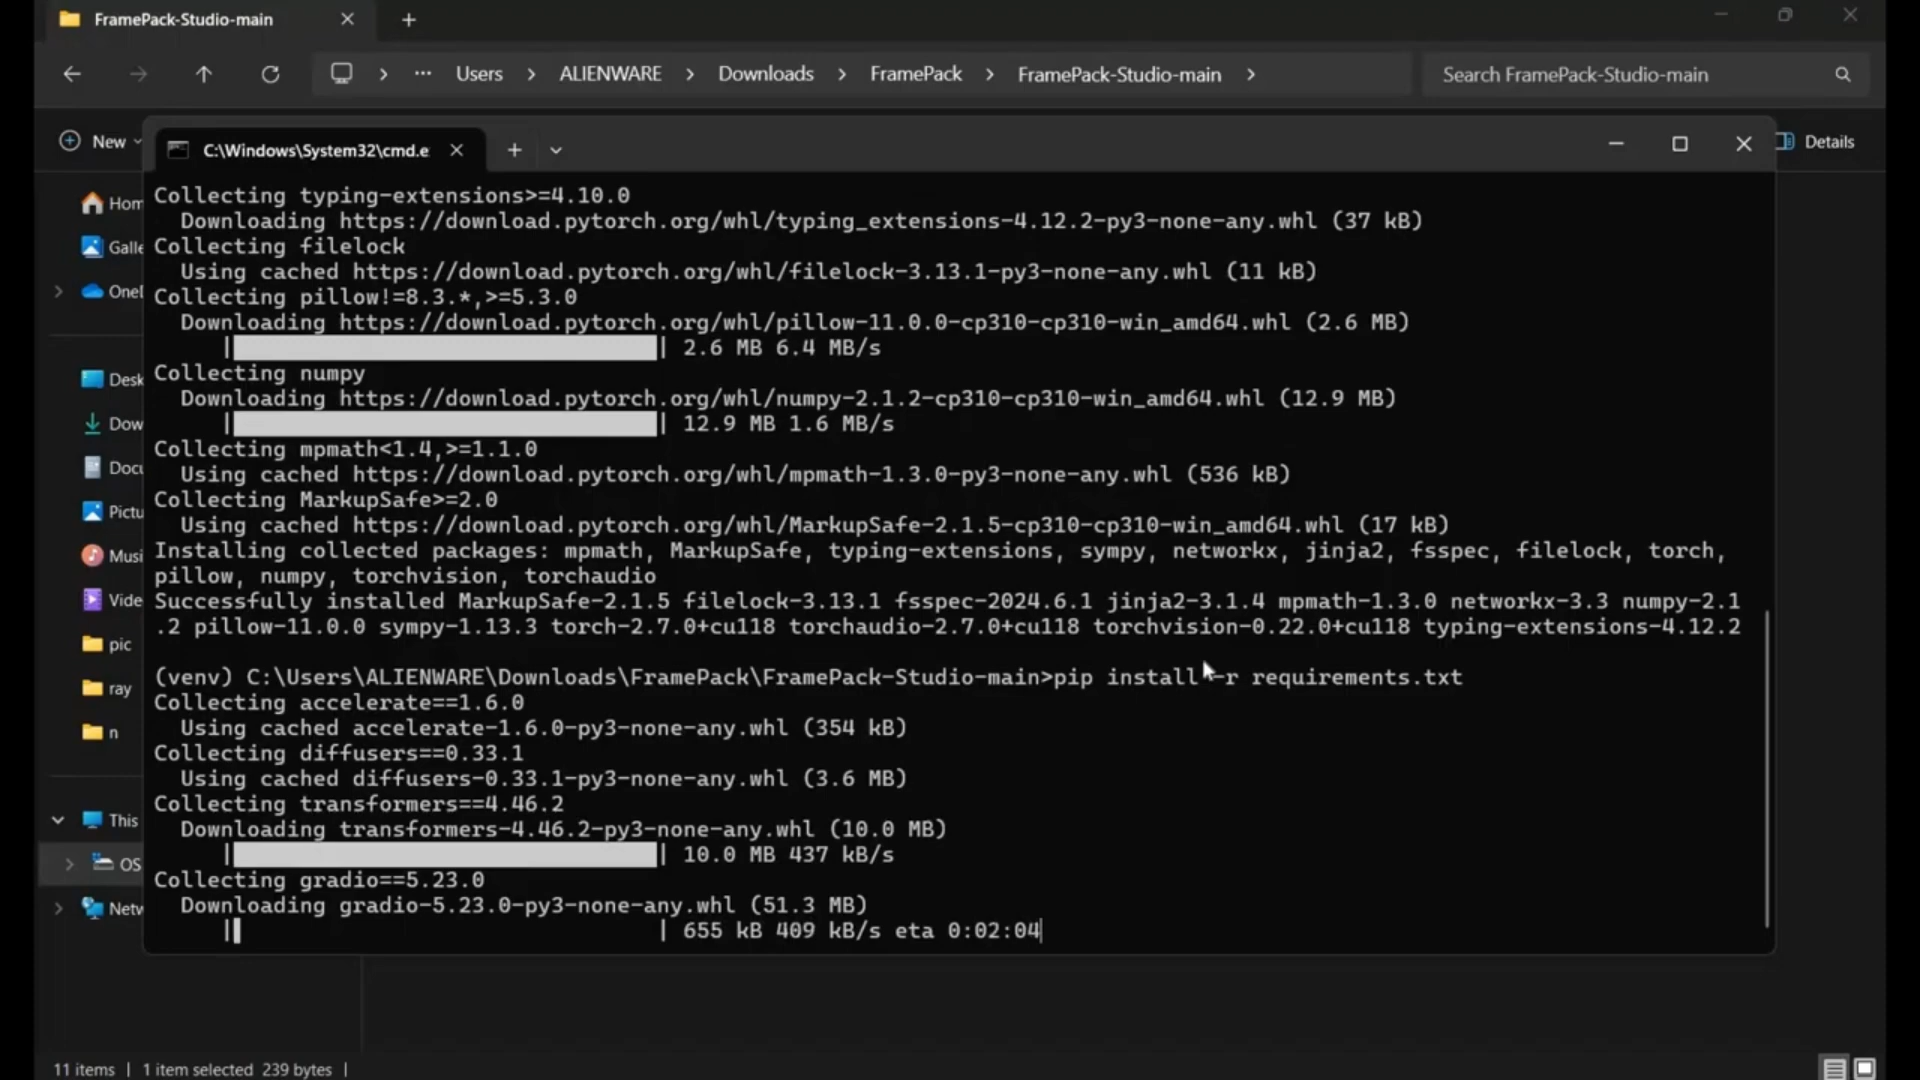 FramePack-Studio-main
Users > ALIENWARE > Downloads > FramePack > FramePack-Studio-main >
Search FramePack-Studio-main
New
C:\Windows\System32\cmd.e
Details
Hom
Galle
OneI
Desk
Dow
Docu
Pictu
Musi
Vide
pic
ray
n
This
OS
Netw
Collecting typing-extensions>=4.10.0
Downloading https://download.pytorch.org/whl/typing_extensions-4.12.2-py3-none-any.whl (37 kB)
Collecting filelock
Using cached https://download.pytorch.org/whl/filelock-3.13.1-py3-none-any.whl (11 kB)
Collecting pillow!=8.3.*,>=5.3.0
Downloading https://download.pytorch.org/whl/pillow-11.0.0-cp310-cp310-win_amd64.whl (2.6 MB)
| 2.6 MB 6.4 MB/s
Collecting numpy
Downloading https://download.pytorch.org/whl/numpy-2.1.2-cp310-cp310-win_amd64.whl (12.9 MB)
| 12.9 MB 1.6 MB/s
Collecting mpmath<1.4,>=1.1.0
Using cached https://download.pytorch.org/whl/mpmath-1.3.0-py3-none-any.whl (536 kB)
Collecting MarkupSafe>=2.0
Using cached https://download.pytorch.org/whl/MarkupSafe-2.1.5-cp310-cp310-win_amd64.whl (17 kB)
Installing collected packages: mpmath, MarkupSafe, typing-extensions, sympy, networkx, jinja2, fsspec, filelock, torch,
pillow, numpy, torchvision, torchaudio
Successfully installed MarkupSafe-2.1.5 filelock-3.13.1 fsspec-2024.6.1 jinja2-3.1.4 mpmath-1.3.0 networkx-3.3 numpy-2.1
.2 pillow-11.0.0 sympy-1.13.3 torch-2.7.0+cu118 torchaudio-2.7.0+cu118 torchvision-0.22.0+cu118 typing-extensions-4.12.2
(venv) C:\Users\ALIENWARE\Downloads\FramePack\FramePack-Studio-main>pip install -r requirements.txt
Collecting accelerate==1.6.0
Using cached accelerate-1.6.0-py3-none-any.whl (354 kB)
Collecting diffusers==0.33.1
Using cached diffusers-0.33.1-py3-none-any.whl (3.6 MB)
Collecting transformers==4.46.2
Downloading transformers-4.46.2-py3-none-any.whl (10.0 MB)
| 10.0 MB 437 kB/s
Collecting gradio==5.23.0
Downloading gradio-5.23.0-py3-none-any.whl (51.3 MB)
| 655 kB 409 kB/s eta 0:02:04
11 items | 1 item selected 239 bytes |